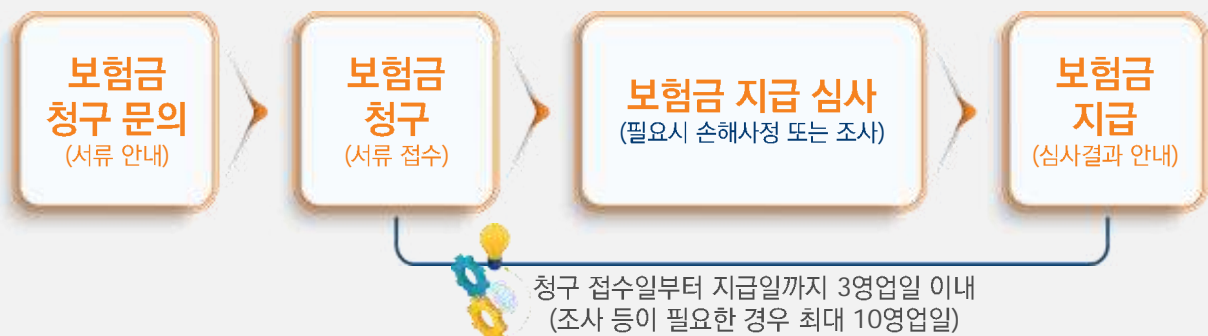 보험금
청구 문의
(서류 안내)
보험금
청구
(서류 접수)
보험금 지급 심사
(필요시 손해사정 또는 조사)
보험금
지급
(심사결과 안내)
청구 접수일부터 지급일까지 3영업일 이내
(조사 등이 필요한 경우 최대 10영업일)